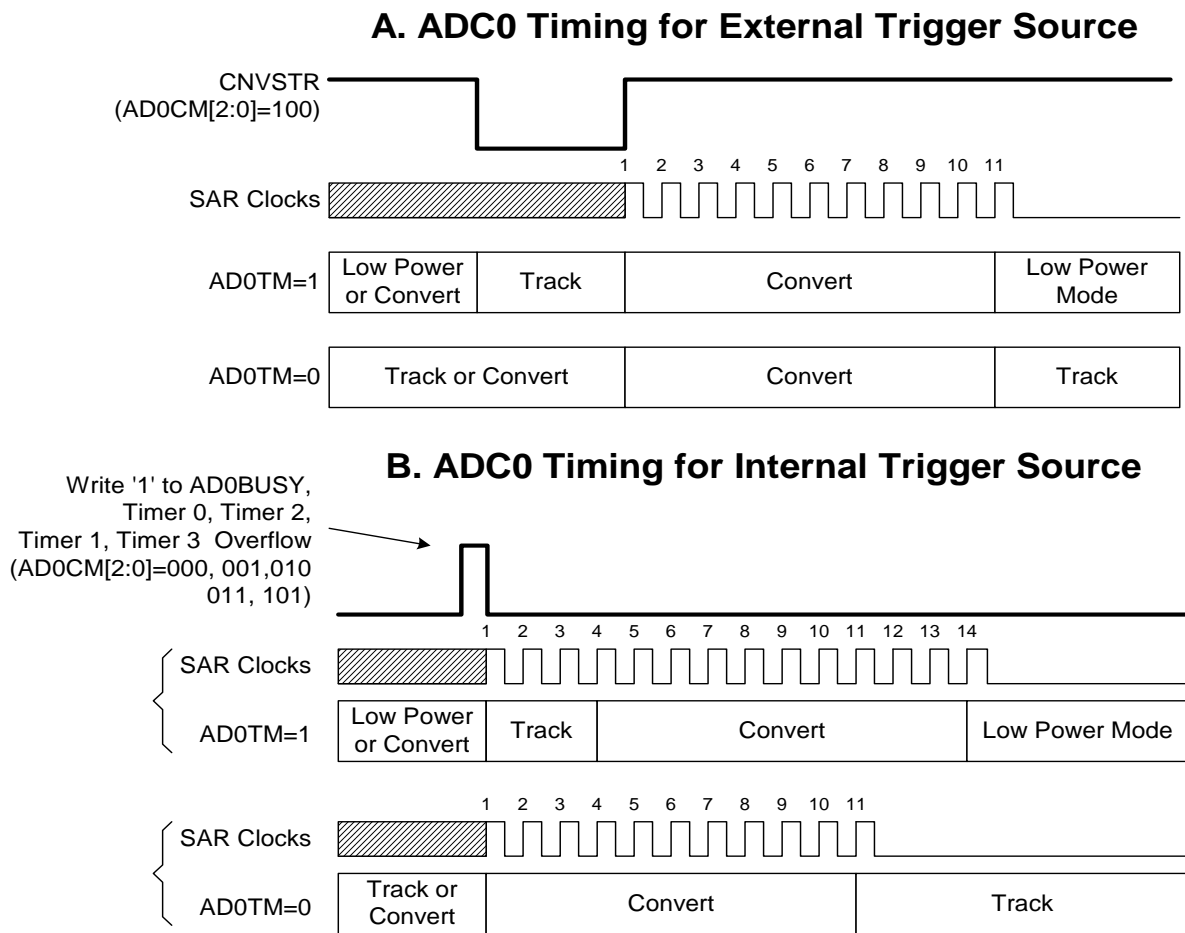 A. ADC0 Timing for External Trigger Source
CNVSTR
(AD0CM[2:0]=100)
1 2 3 4 5 6 7 8 9 10 11
SAR Clocks
AD0TM=1
Low Power
or Convert
Track
Convert
Low Power
Mode
AD0TM=0
Track or Convert
Convert
Track
B. ADC0 Timing for Internal Trigger Source
Write '1' to AD0BUSY,
Timer 0, Timer 2,
Timer 1, Timer 3 Overflow
(AD0CM[2:0]=000, 001,010
011, 101)
1 2 3 4 5 6 7 8 9 10 11 12 13 14
SAR Clocks
AD0TM=1
Low Power
or Convert
Track
Convert
Low Power Mode
1 2 3 4 5 6 7 8 9 10 11
SAR Clocks
AD0TM=0
Track or
Convert
Convert
Track